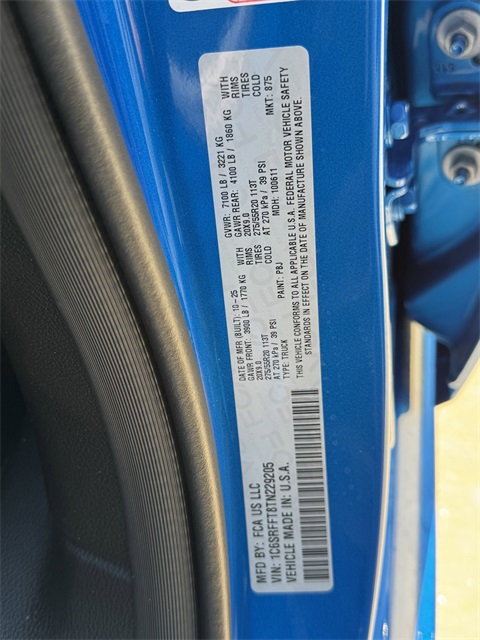 MFD BY: FCA US LLC
VIN: 1C6SRFFT8TN229205
VEHICLE MADE IN: U.S.A.
DATE OF MFR (BUILT): 10-25 GVWR: 7100 LB / 3221 KG
GAWR FRONT: 3900 LB / 1770 KG WITH GAWR REAR: 4100 LB / 1860 KG WITH
20X9.0 RIMS 20X9.0 RIMS
275/55R20 113T TIRES 275/55R20 113T TIRES
AT 270 kPa / 39 PSI COLD AT 270 kPa / 39 PSI COLD
TYPE: TRUCK PAINT: PBJ MDH: 100611 MKT: 875
THIS VEHICLE CONFORMS TO ALL APPLICABLE U.S.A. FEDERAL MOTOR VEHICLE SAFETY
STANDARDS IN EFFECT ON THE DATE OF MANUFACTURE SHOWN ABOVE.